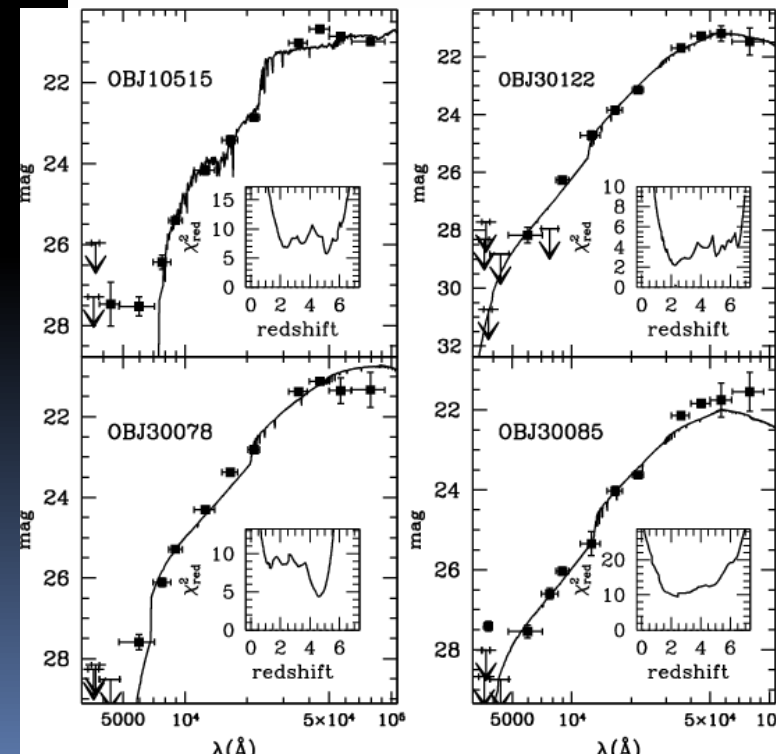 OBJ10515
mag
22
24
26
28
χ²red
15
10
5
0
0 2 4 6
redshift
OBJ30122
mag
22
24
26
28
30
32
χ²red
10
8
6
4
2
0
0 2 4 6
redshift
OBJ30078
mag
22
24
26
28
χ²red
10
5
0
0 2 4 6
redshift
5000 10⁴ 5×10⁴ 10⁵
λ(Å)
OBJ30085
mag
22
24
26
28
χ²red
20
10
0
0 2 4 6
redshift
5000 10⁴ 5×10⁴
λ(Å)